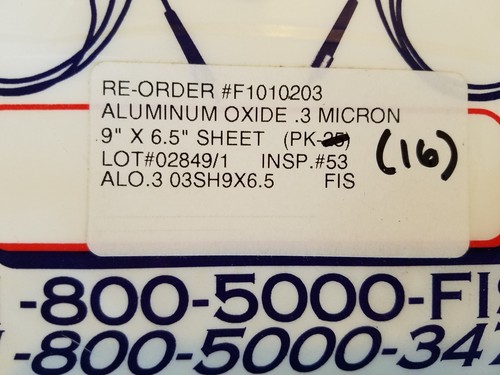 RE-ORDER #F1010203
ALUMINUM OXIDE .3 MICRON
9" X 6.5" SHEET (PK-25) (16)
LOT#02849/1 INSP.#53
ALO.3 03SH9X6.5 FIS
-800-5000-FIS
-800-5000-347